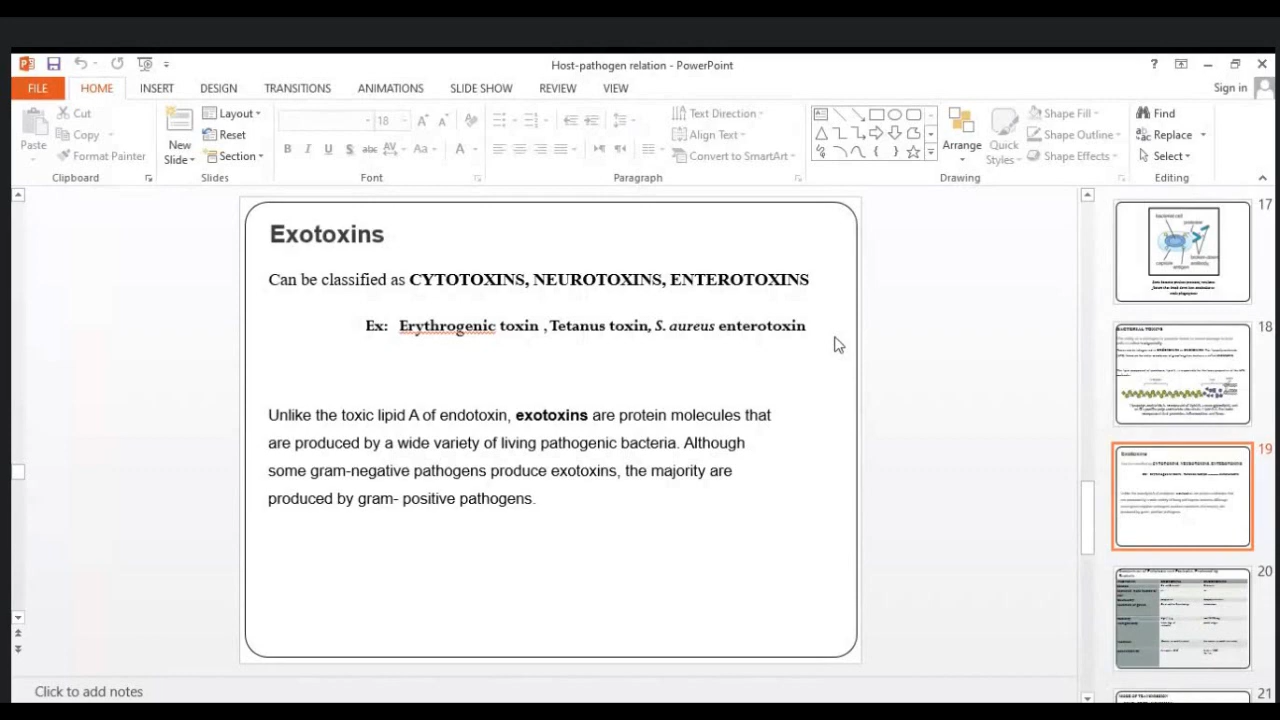 Host-pathogen relation - PowerPoint
FILE HOME INSERT DESIGN TRANSITIONS ANIMATIONS SLIDE SHOW REVIEW VIEW Sign in
Cut
Copy
Format Painter
Paste
Clipboard
New
Slide
Layout
Reset
Section
Slides
18
Font
Text Direction
Align Text
Convert to SmartArt
Paragraph
Arrange
Quick
Styles
Shape Fill
Shape Outline
Shape Effects
Drawing
Find
Replace
Select
Editing
Exotoxins
Can be classified as CYTOTOXINS, NEUROTOXINS, ENTEROTOXINS
Ex: Erythrogenic toxin , Tetanus toxin, S. aureus enterotoxin
Unlike the toxic lipid A of endotoxin, exotoxins are protein molecules that
are produced by a wide variety of living pathogenic bacteria. Although
some gram-negative pathogens produce exotoxins, the majority are
produced by gram- positive pathogens.
Click to add notes
17
18
19
20
21